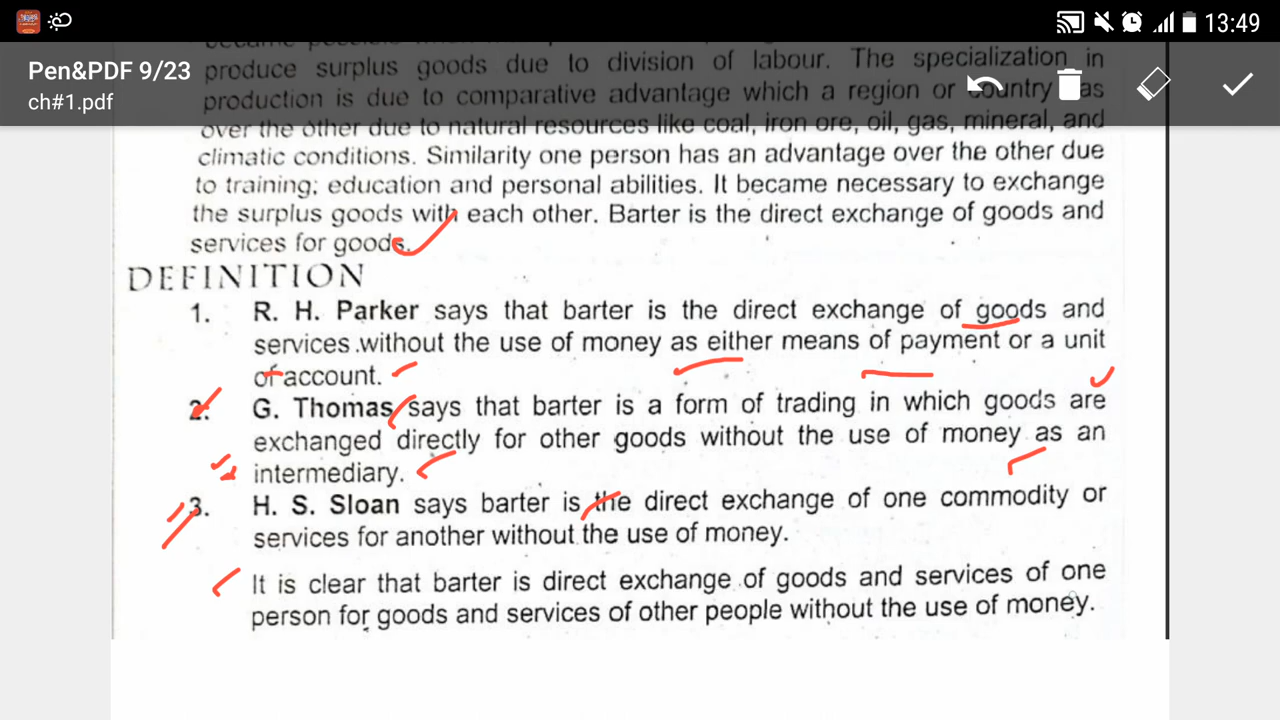 13:49
Pen&PDF 9/23
ch#1.pdf
produce surplus goods due to division of labour. The specialization in
production is due to comparative advantage which a region or country as
over the other due to natural resources like coal, iron ore, oil, gas, mineral, and
climatic conditions. Similarity one person has an advantage over the other due
to training; education and personal abilities. It became necessary to exchange
the surplus goods with each other. Barter is the direct exchange of goods and
services for goods.
DEFINITION
1. R. H. Parker says that barter is the direct exchange of goods and
services without the use of money as either means of payment or a unit
of account.
2. G. Thomas says that barter is a form of trading in which goods are
exchanged directly for other goods without the use of money as an
intermediary.
3. H. S. Sloan says barter is the direct exchange of one commodity or
services for another without the use of money.
It is clear that barter is direct exchange of goods and services of one
person for goods and services of other people without the use of money.